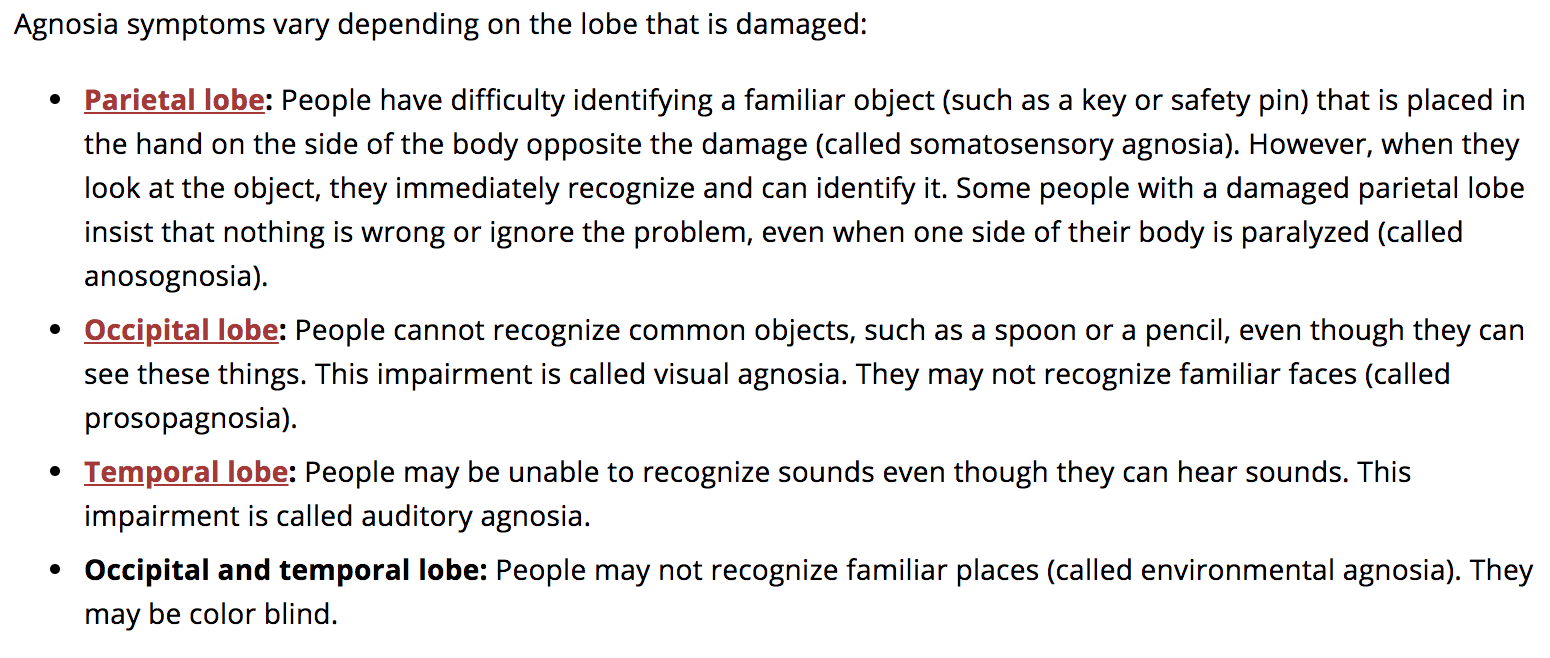 Agnosia symptoms vary depending on the lobe that is damaged:
• Parietal lobe: People have difficulty identifying a familiar object (such as a key or safety pin) that is placed in
the hand on the side of the body opposite the damage (called somatosensory agnosia). However, when they
look at the object, they immediately recognize and can identify it. Some people with a damaged parietal lobe
insist that nothing is wrong or ignore the problem, even when one side of their body is paralyzed (called
anosognosia).
• Occipital lobe: People cannot recognize common objects, such as a spoon or a pencil, even though they can
see these things. This impairment is called visual agnosia. They may not recognize familiar faces (called
prosopagnosia).
• Temporal lobe: People may be unable to recognize sounds even though they can hear sounds. This
impairment is called auditory agnosia.
• Occipital and temporal lobe: People may not recognize familiar places (called environmental agnosia). They
may be color blind.